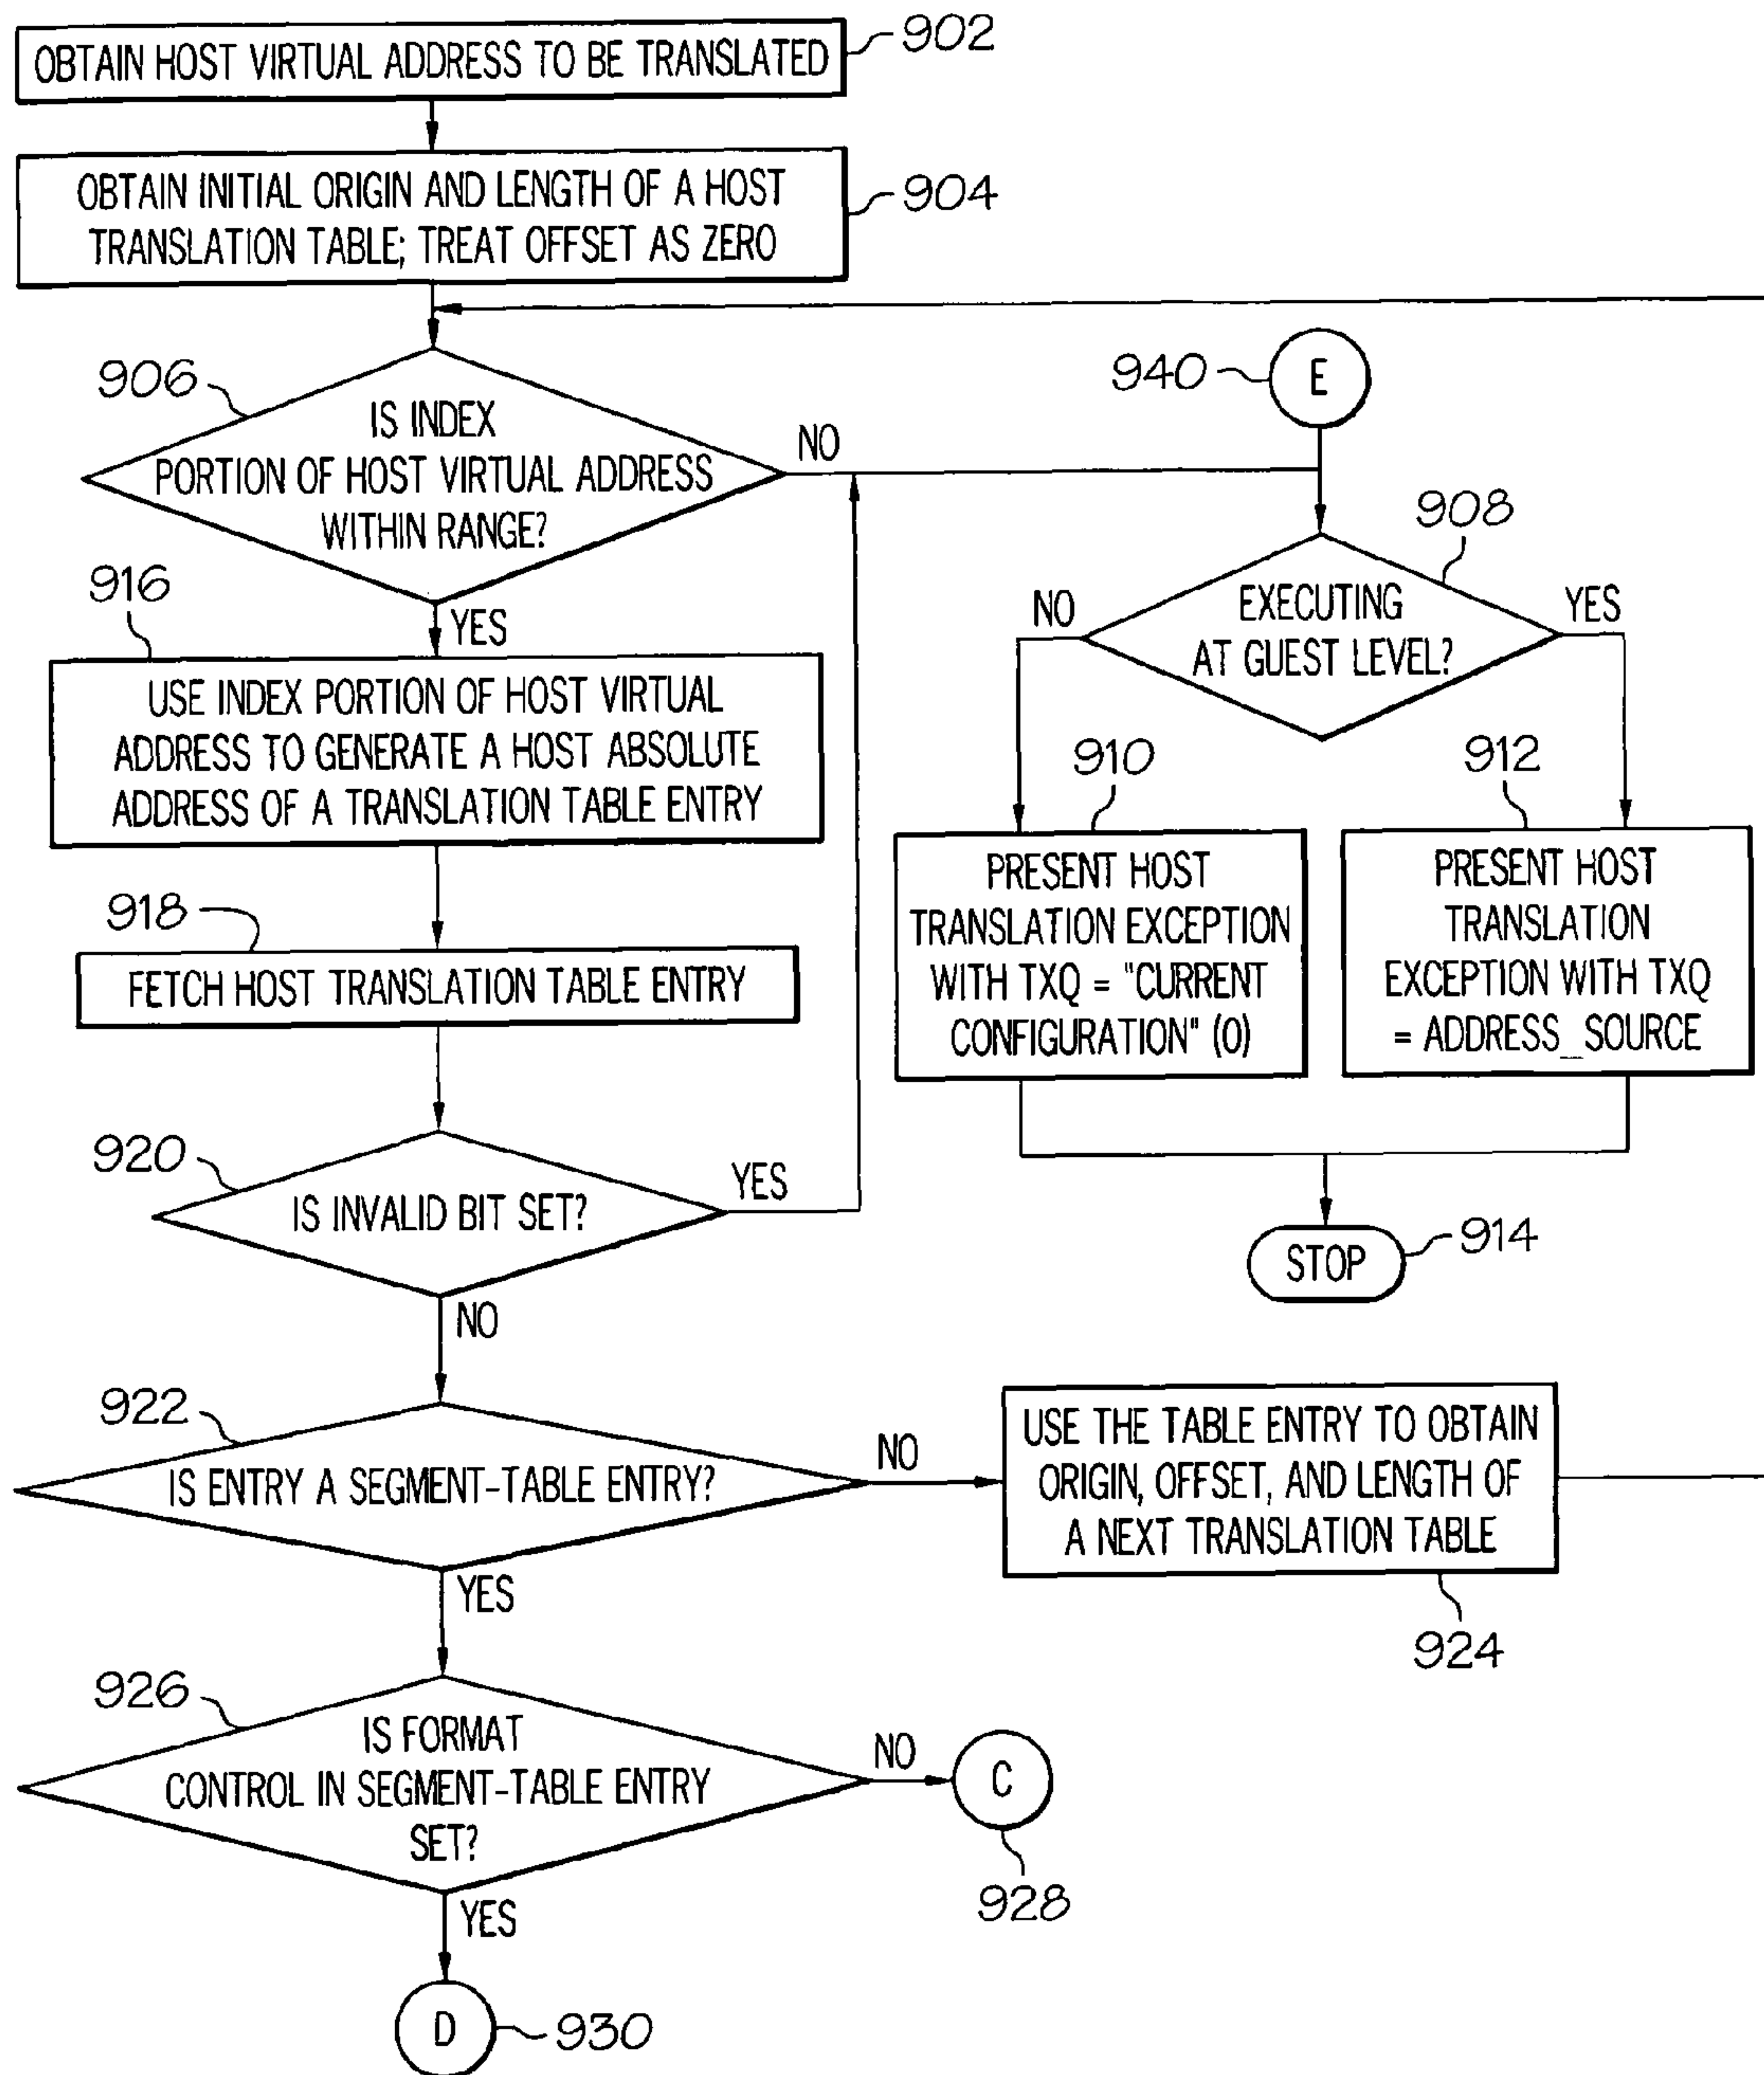 902
OBTAIN HOST VIRTUAL ADDRESS TO BE TRANSLATED
904
OBTAIN INITIAL ORIGIN AND LENGTH OF A HOST
TRANSLATION TABLE; TREAT OFFSET AS ZERO
906
IS INDEX
PORTION OF HOST VIRTUAL ADDRESS
WITHIN RANGE?
NO
YES
940
E
908
EXECUTING
AT GUEST LEVEL?
NO
YES
910
PRESENT HOST
TRANSLATION EXCEPTION
WITH TXQ = "CURRENT
CONFIGURATION" (0)
912
PRESENT HOST
TRANSLATION
EXCEPTION WITH TXQ
= ADDRESS_SOURCE
STOP
914
916
USE INDEX PORTION OF HOST VIRTUAL
ADDRESS TO GENERATE A HOST ABSOLUTE
ADDRESS OF A TRANSLATION TABLE ENTRY
918
FETCH HOST TRANSLATION TABLE ENTRY
920
IS INVALID BIT SET?
YES
NO
922
IS ENTRY A SEGMENT-TABLE ENTRY?
NO
YES
USE THE TABLE ENTRY TO OBTAIN
ORIGIN, OFFSET, AND LENGTH OF
A NEXT TRANSLATION TABLE
924
926
IS FORMAT
CONTROL IN SEGMENT-TABLE ENTRY
SET?
NO
C
928
YES
D
930